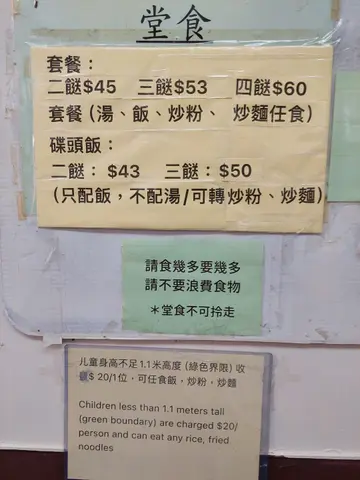 堂食
套餐：
二餸$45 三餸$53 四餸$60
套餐（湯、飯、炒粉、 炒麵任食）
碟頭飯：
二餸： $43 三餸：$50
（只配飯，不配湯/可轉炒粉、炒麵）
請食幾多要幾多
請不要浪費食物
＊堂食不可拎走
儿童身高不足1.1米高度（綠色界限）收
$ 20/1位，可任食飯，炒粉，炒麵
Children less than 1.1 meters tall
(green boundary) are charged $20/
person and can eat any rice, fried
noodles